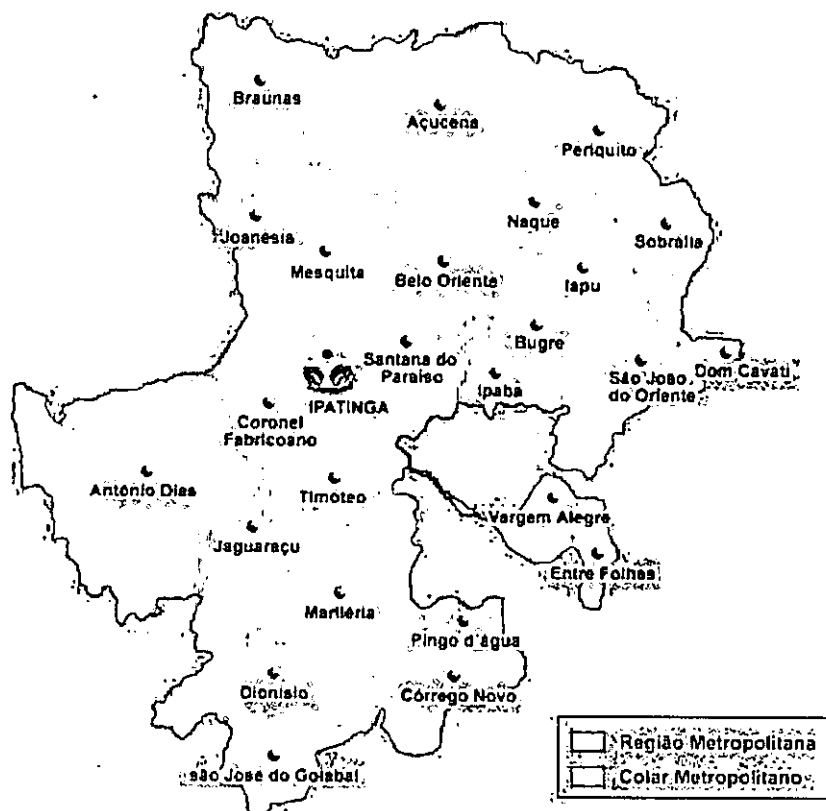 Braúnas
Açucena
Periquito
Naque
Joanésia
Sobrália
Mesquita
Belo Oriente
Iapu
Bugre
Santana do
Paraíso
Dom Cavati
São João
do Oriente
Ipaba
IPATINGA
Coronel
Fabriciano
Antônio Dias
Timóteo
Vargem Alegre
Jaguaraçu
Entre Folhas
Marliéria
Pingo d'água
Dionísio
Córrego Novo
são José do Goiabal
Região Metropolitana
Colar Metropolitano